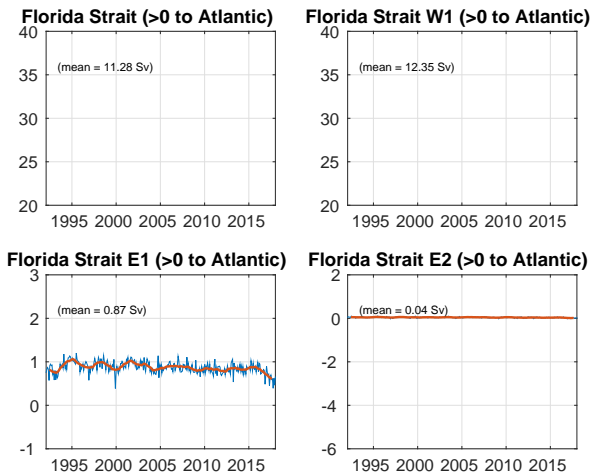 Florida Strait (>0 to Atlantic)
40
35
30
25
20
(mean = 11.28 Sv)
1995 2000 2005 2010 2015
Florida Strait W1 (>0 to Atlantic)
40
35
30
25
20
(mean = 12.35 Sv)
1995 2000 2005 2010 2015
Florida Strait E1 (>0 to Atlantic)
3
2
1
0
-1
(mean = 0.87 Sv)
1995 2000 2005 2010 2015
Florida Strait E2 (>0 to Atlantic)
2
0
-2
-4
-6
(mean = 0.04 Sv)
1995 2000 2005 2010 2015